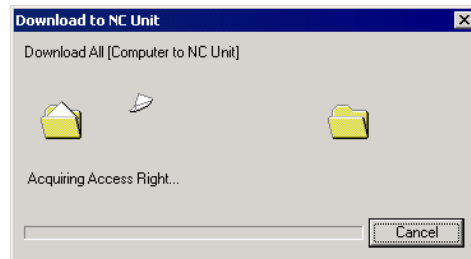 Download to NC Unit
Download All [Computer to NC Unit]
Acquiring Access Right...
Cancel